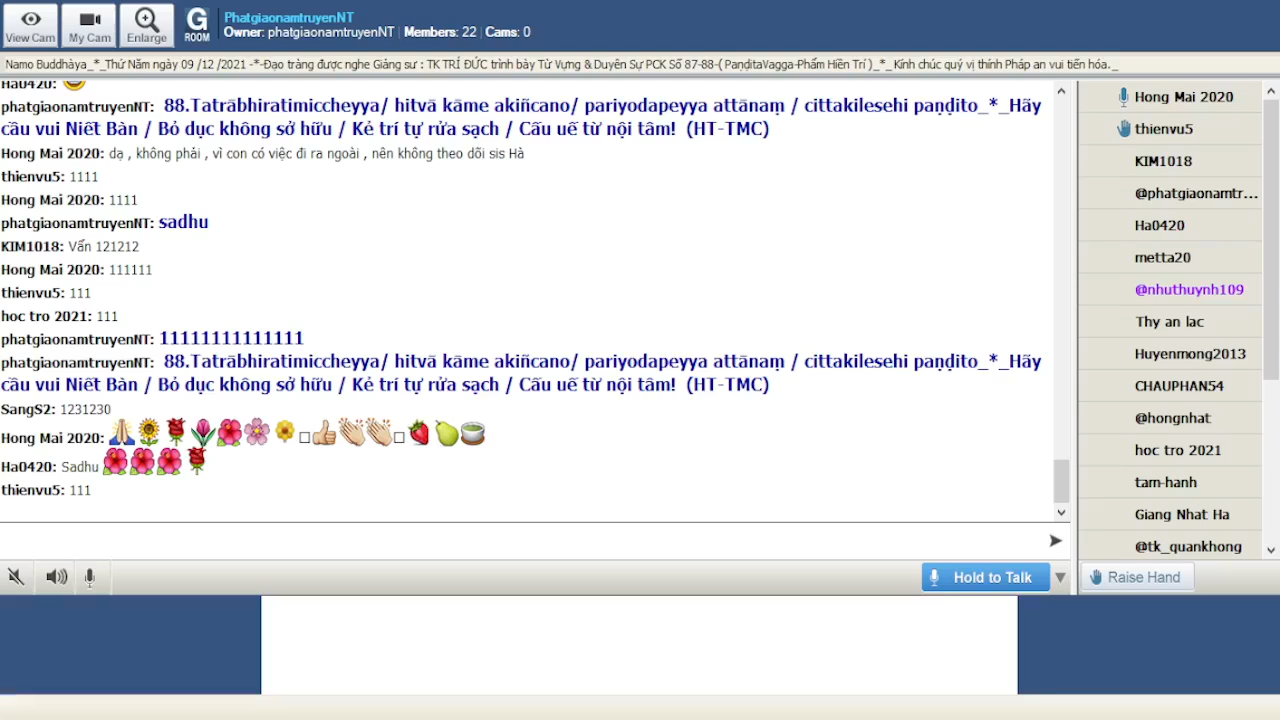 View Cam
My Cam
Enlarge
G
ROOM
PhatgiaonamtruyenNT
Owner: phatgiaonamtruyenNT | Members: 22 | Cams: 0
Namo Buddhàya_*_Thứ Năm ngày 09 /12 /2021 -*-Đạo tràng được nghe Giảng sư : TK TRÍ ĐỨC trình bày Từ Vựng & Duyên Sự PCK Số 87-88-( PaṇḍitaVagga-Phẩm Hiền Trí )_*_ Kính chúc quý vị thính Pháp an vui tiến hóa._
Ha0420:
phatgiaonamtruyenNT: 88.Tatrābhiratimiccheyya/ hitvā kāme akiñcano/ pariyodapeyya attānaṃ / cittakilesehi paṇḍito_*_Hãy
cầu vui Niết Bàn / Bỏ dục không sở hữu / Kẻ trí tự rửa sạch / Cấu uế từ nội tâm! (HT-TMC)
Hong Mai 2020: dạ , không phải , vì con có việc đi ra ngoài , nên không theo dõi sis Hà
thienvu5: 1111
Hong Mai 2020: 1111
phatgiaonamtruyenNT: sadhu
KIM1018: Vấn 121212
Hong Mai 2020: 111111
thienvu5: 111
hoc tro 2021: 111
phatgiaonamtruyenNT: 11111111111111
phatgiaonamtruyenNT: 88.Tatrābhiratimiccheyya/ hitvā kāme akiñcano/ pariyodapeyya attānaṃ / cittakilesehi paṇḍito_*_Hãy
cầu vui Niết Bàn / Bỏ dục không sở hữu / Kẻ trí tự rửa sạch / Cấu uế từ nội tâm! (HT-TMC)
SangS2: 1231230
Hong Mai 2020:
Ha0420: Sadhu
thienvu5: 111
Hold to Talk
Hong Mai 2020
thienvu5
KIM1018
@phatgiaonamtr...
Ha0420
metta20
@nhuthuynh109
Thy an lac
Huyenmong2013
CHAUPHAN54
@hongnhat
hoc tro 2021
tam-hanh
Giang Nhat Ha
@tk_quankhong
Raise Hand